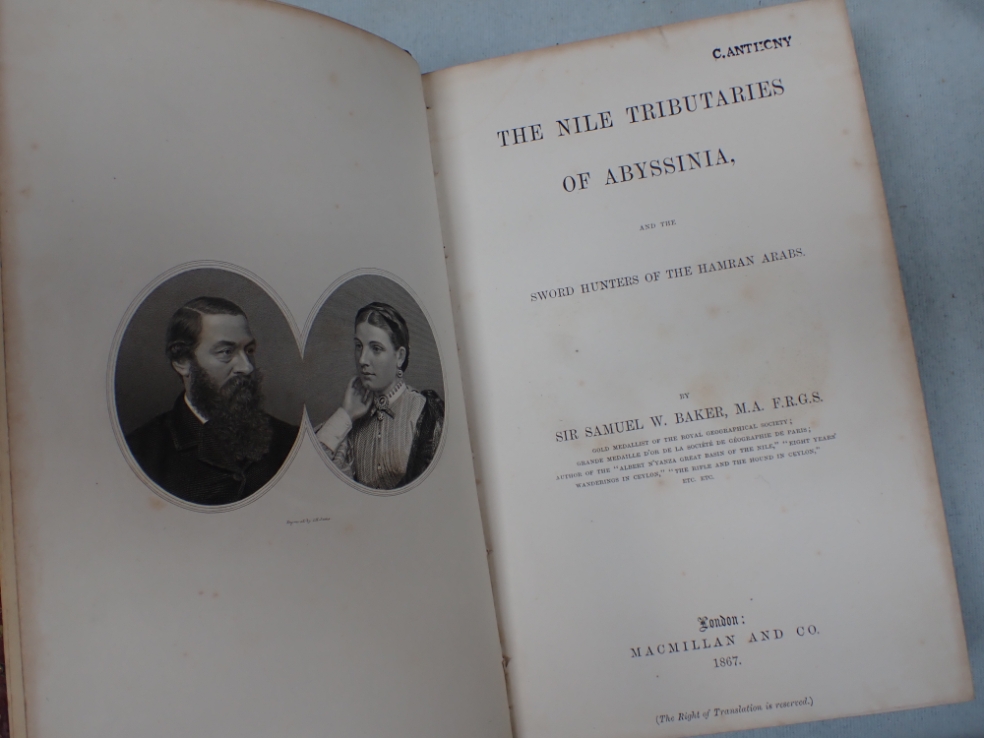 C. ANTHONY
THE NILE TRIBUTARIES
OF ABYSSINIA,
AND THE
SWORD HUNTERS OF THE HAMRAN ARABS.
BY
SIR SAMUEL W. BAKER, M.A. F.R.G.S.
GOLD MEDALLIST OF THE ROYAL GEOGRAPHICAL SOCIETY;
GRANDE MÉDAILLE D'OR DE LA SOCIÉTÉ DE GÉOGRAPHIE DE PARIS;
AUTHOR OF THE "ALBERT N'YANZA GREAT BASIN OF THE NILE," "EIGHT YEARS'
WANDERINGS IN CEYLON," "THE RIFLE AND THE HOUND IN CEYLON,"
ETC. ETC.
London:
MACMILLAN AND CO.
1867.
(The Right of Translation is reserved.)